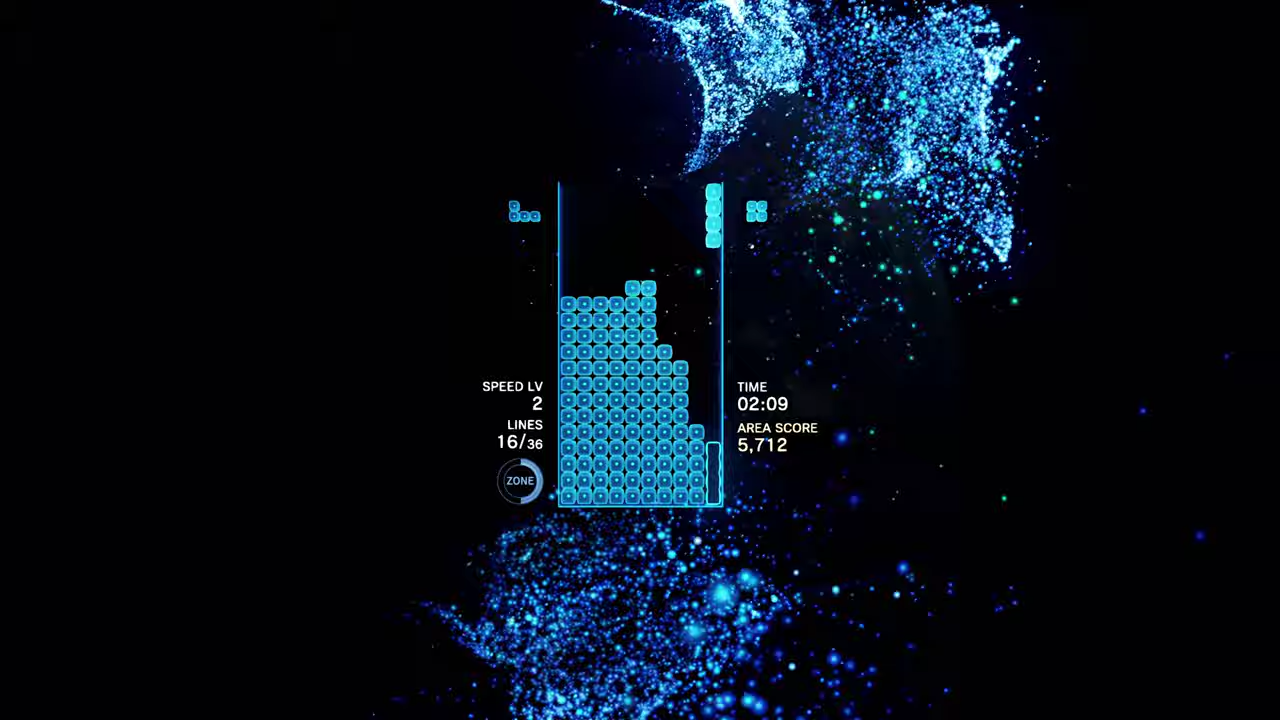 SPEED LV
2
LINES
16/36
ZONE
TIME
02:09
AREA SCORE
5,712